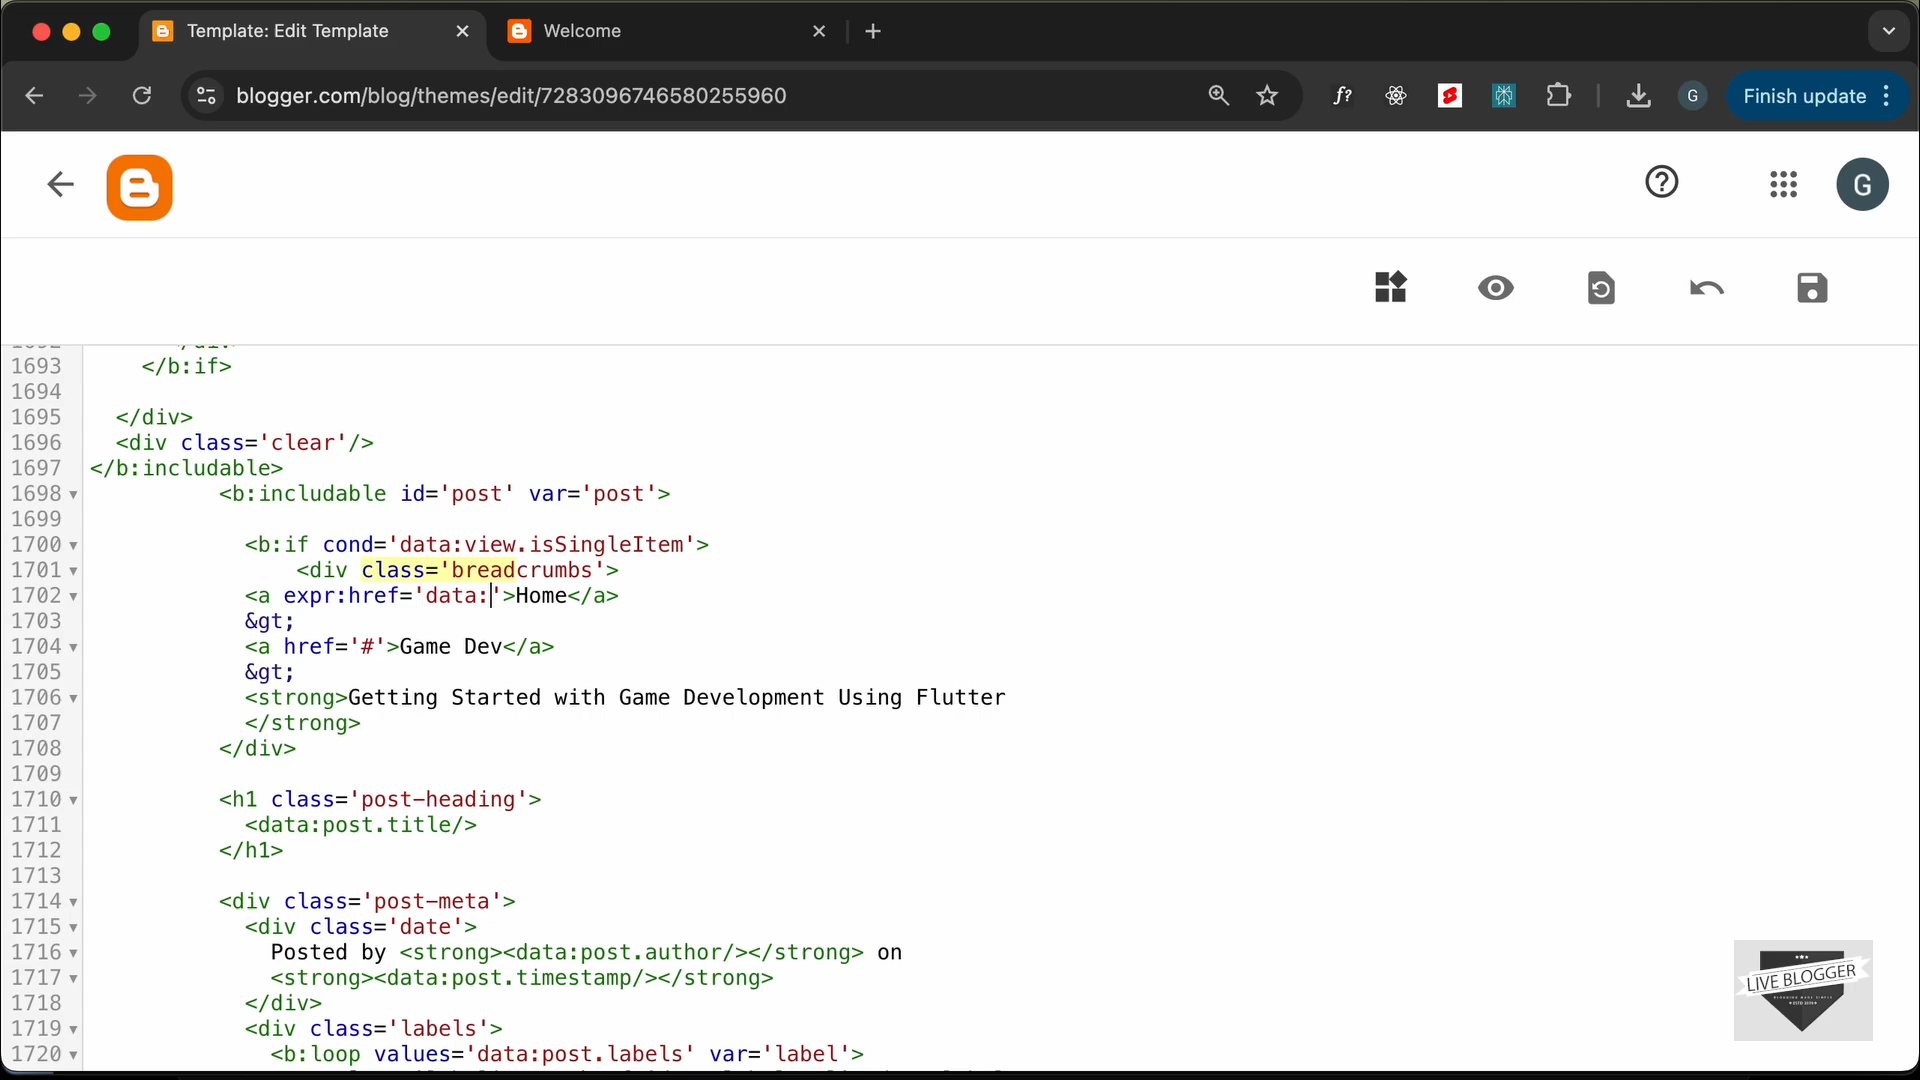 Template: Edit Template
Welcome
blogger.com/blog/themes/edit/7283096746580255960
f?
G
Finish update
G
1693 </b:if>
1694
1695 </div>
1696 <div class='clear'/>
1697 </b:includable>
1698 <b:includable id='post' var='post'>
1699
1700 <b:if cond='data:view.isSingleItem'>
1701 <div class='breadcrumbs'>
1702 <a expr:href='data:'>Home</a>
1703 &gt;
1704 <a href='#'>Game Dev</a>
1705 &gt;
1706 <strong>Getting Started with Game Development Using Flutter
1707 </strong>
1708 </div>
1709
1710 <h1 class='post-heading'>
1711 <data:post.title/>
1712 </h1>
1713
1714 <div class='post-meta'>
1715 <div class='date'>
1716 Posted by <strong><data:post.author/></strong> on
1717 <strong><data:post.timestamp/></strong>
1718 </div>
1719 <div class='labels'>
1720 <b:loop values='data:post.labels' var='label'>
LIVE BLOGGER